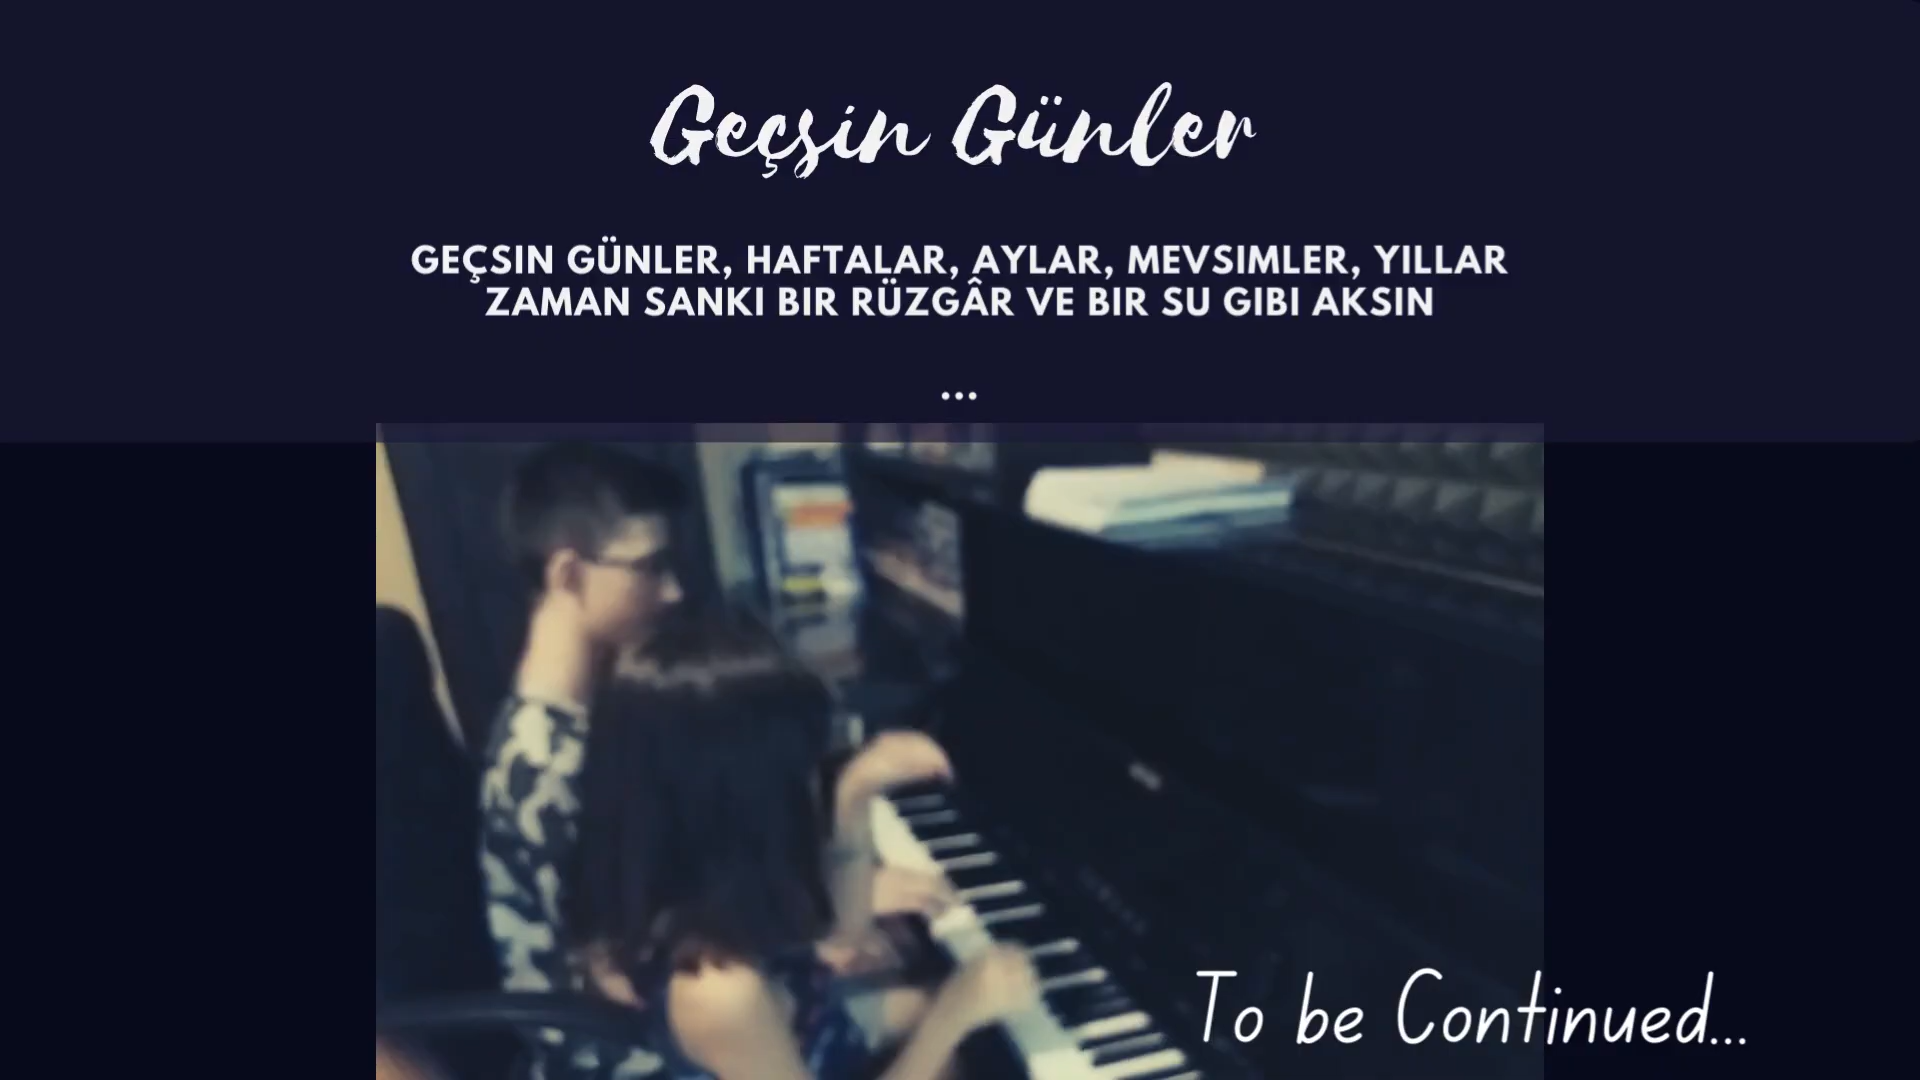 Geçsin Günler
GEÇSIN GÜNLER, HAFTALAR, AYLAR, MEVSIMLER, YILLAR
ZAMAN SANKI BIR RÜZGÂR VE BIR SU GIBI AKSIN
...
To be Continued...